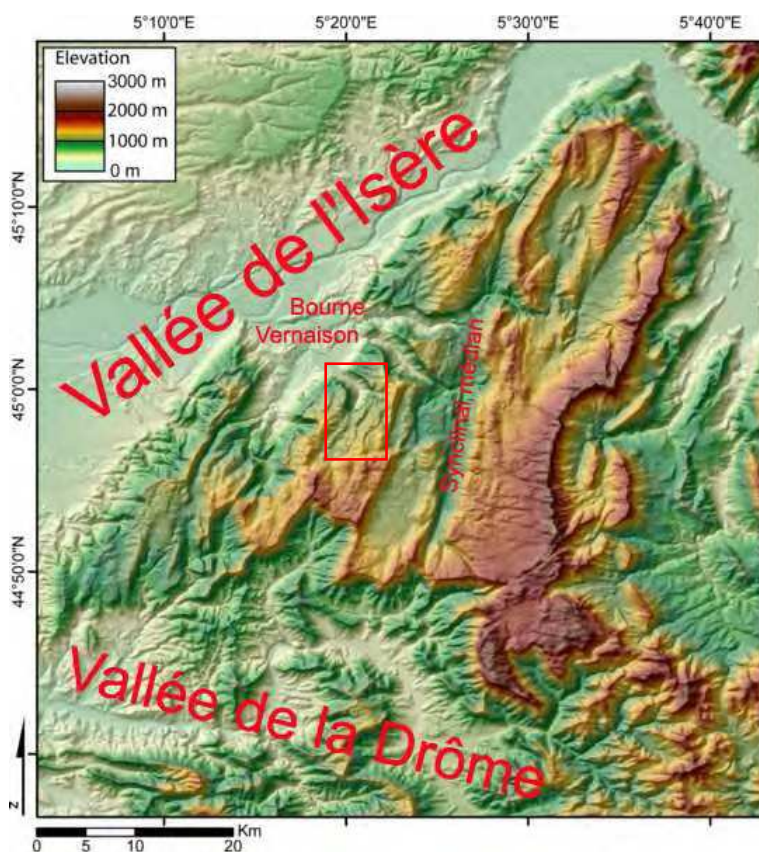 5°10'0"E 5°20'0"E 5°30'0"E 5°40'0"E
Elevation
3000 m
2000 m
1000 m
0 m
45°10'0"N
45°0'0"N
44°50'0"N
Vallée de l'Isère
Bourne
Vernaison
Synclinal médian
Vallée de la Drôme
N
Km
0 5 10 20